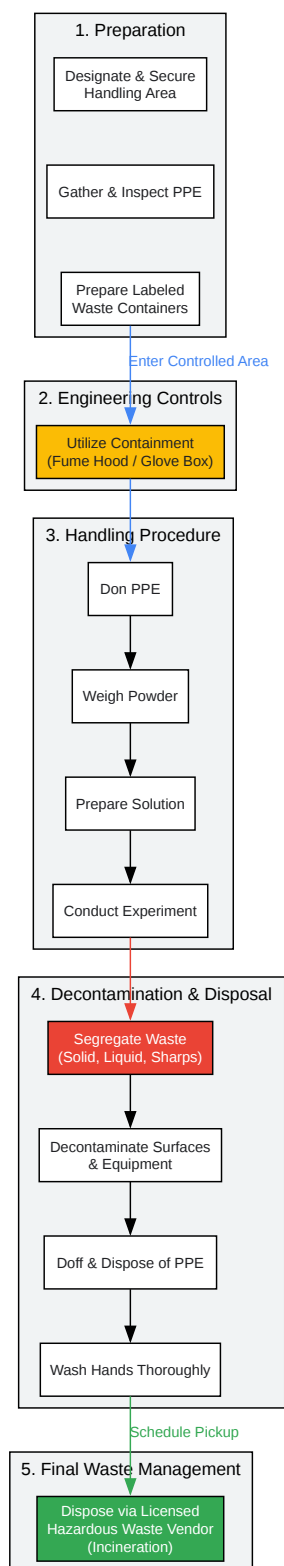 1. Preparation
Designate & Secure
Handling Area
Gather & Inspect PPE
Prepare Labeled
Waste Containers
Enter Controlled Area
2. Engineering Controls
Utilize Containment
(Fume Hood / Glove Box)
3. Handling Procedure
Don PPE
Weigh Powder
Prepare Solution
Conduct Experiment
4. Decontamination & Disposal
Segregate Waste
(Solid, Liquid, Sharps)
Decontaminate Surfaces
& Equipment
Doff & Dispose of PPE
Wash Hands Thoroughly
Schedule Pickup
5. Final Waste Management
Dispose via Licensed
Hazardous Waste Vendor
(Incineration)